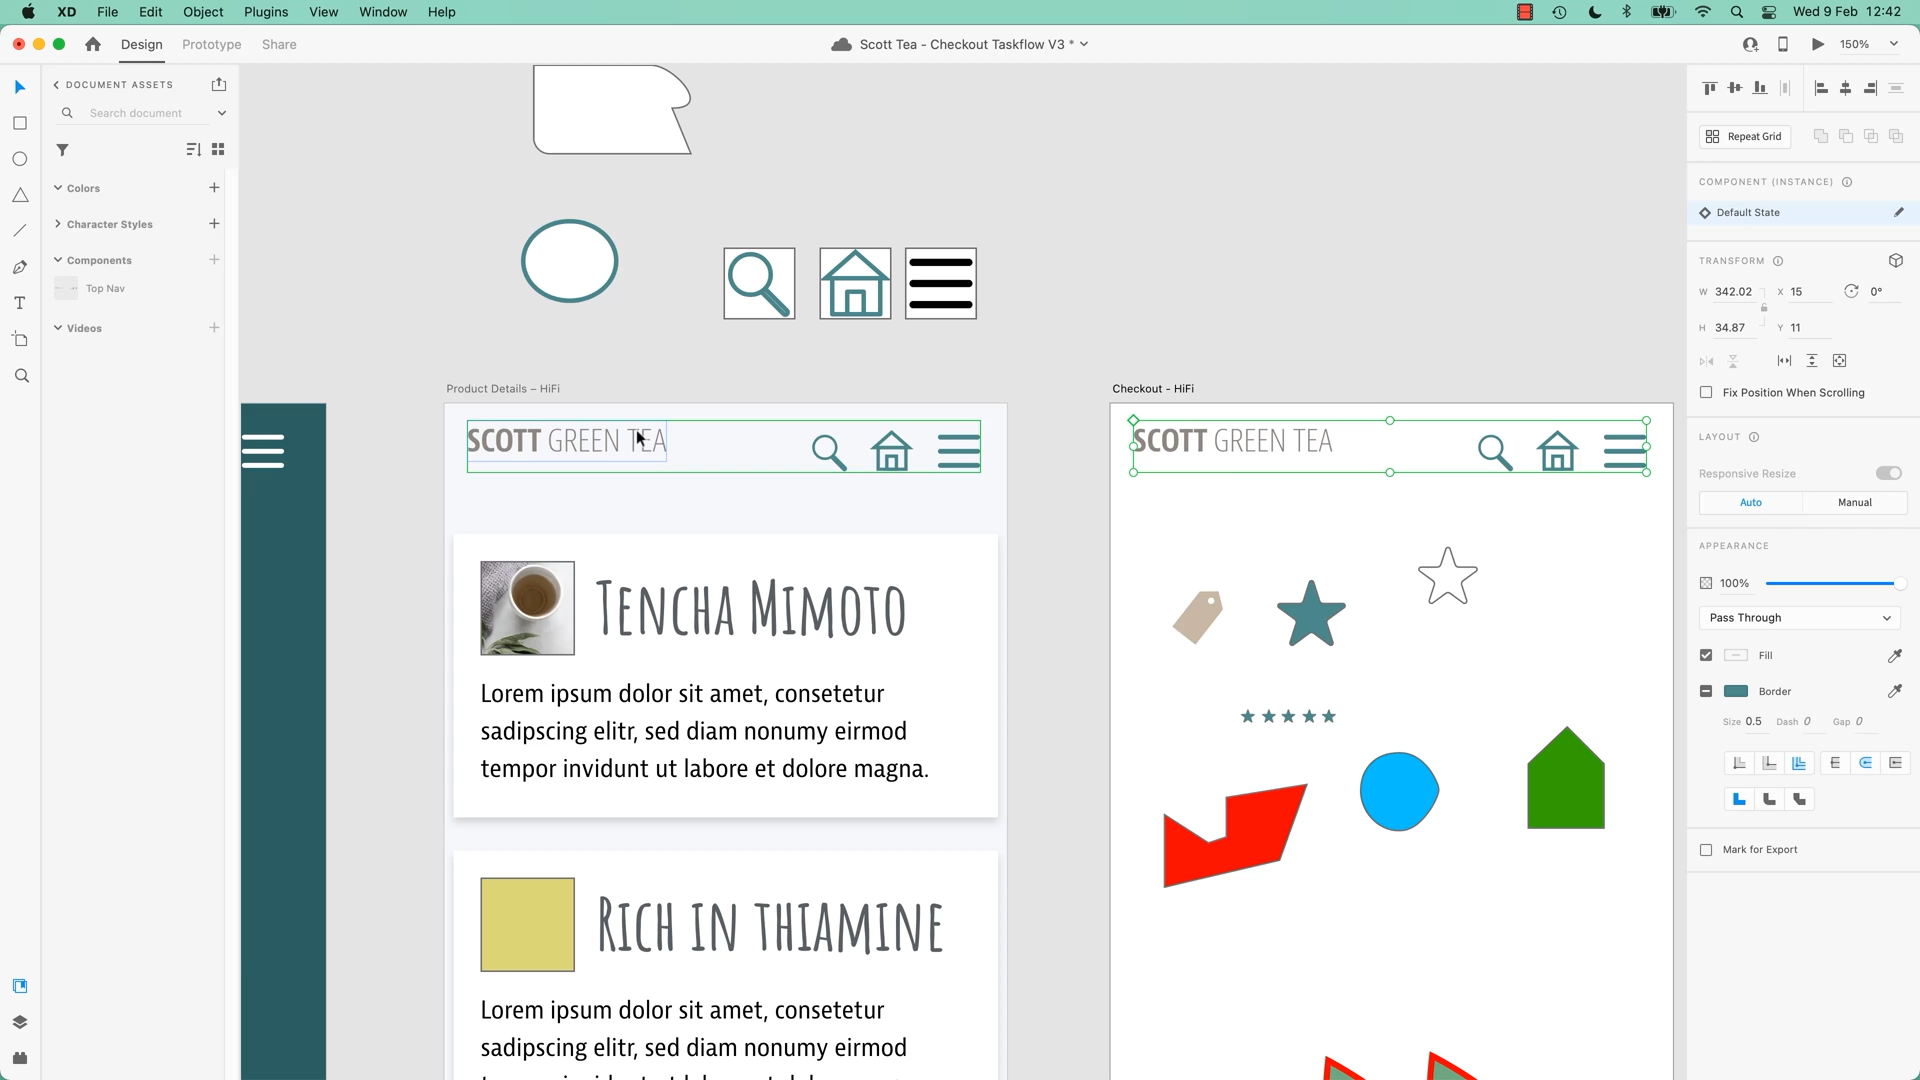 XD File Edit Object Plugins View Window Help
Wed 9 Feb 12:42
Design Prototype Share
Scott Tea - Checkout Taskflow V3 *
150%
DOCUMENT ASSETS
Search document
Colors
Character Styles
Components
Top Nav
Videos
Product Details – HiFi
SCOTT GREEN TEA
TENCHA MIMOTO
Lorem ipsum dolor sit amet, consetetur
sadipscing elitr, sed diam nonumy eirmod
tempor invidunt ut labore et dolore magna.
RICH IN THIAMINE
Lorem ipsum dolor sit amet, consetetur
sadipscing elitr, sed diam nonumy eirmod
Checkout - HiFi
SCOTT GREEN TEA
Repeat Grid
COMPONENT (INSTANCE)
Default State
TRANSFORM
W 342.02 X 15 0°
H 34.87 Y 11
Fix Position When Scrolling
LAYOUT
Responsive Resize
Auto Manual
APPEARANCE
100%
Pass Through
Fill
Border
Size 0.5 Dash 0 Gap 0
Mark for Export